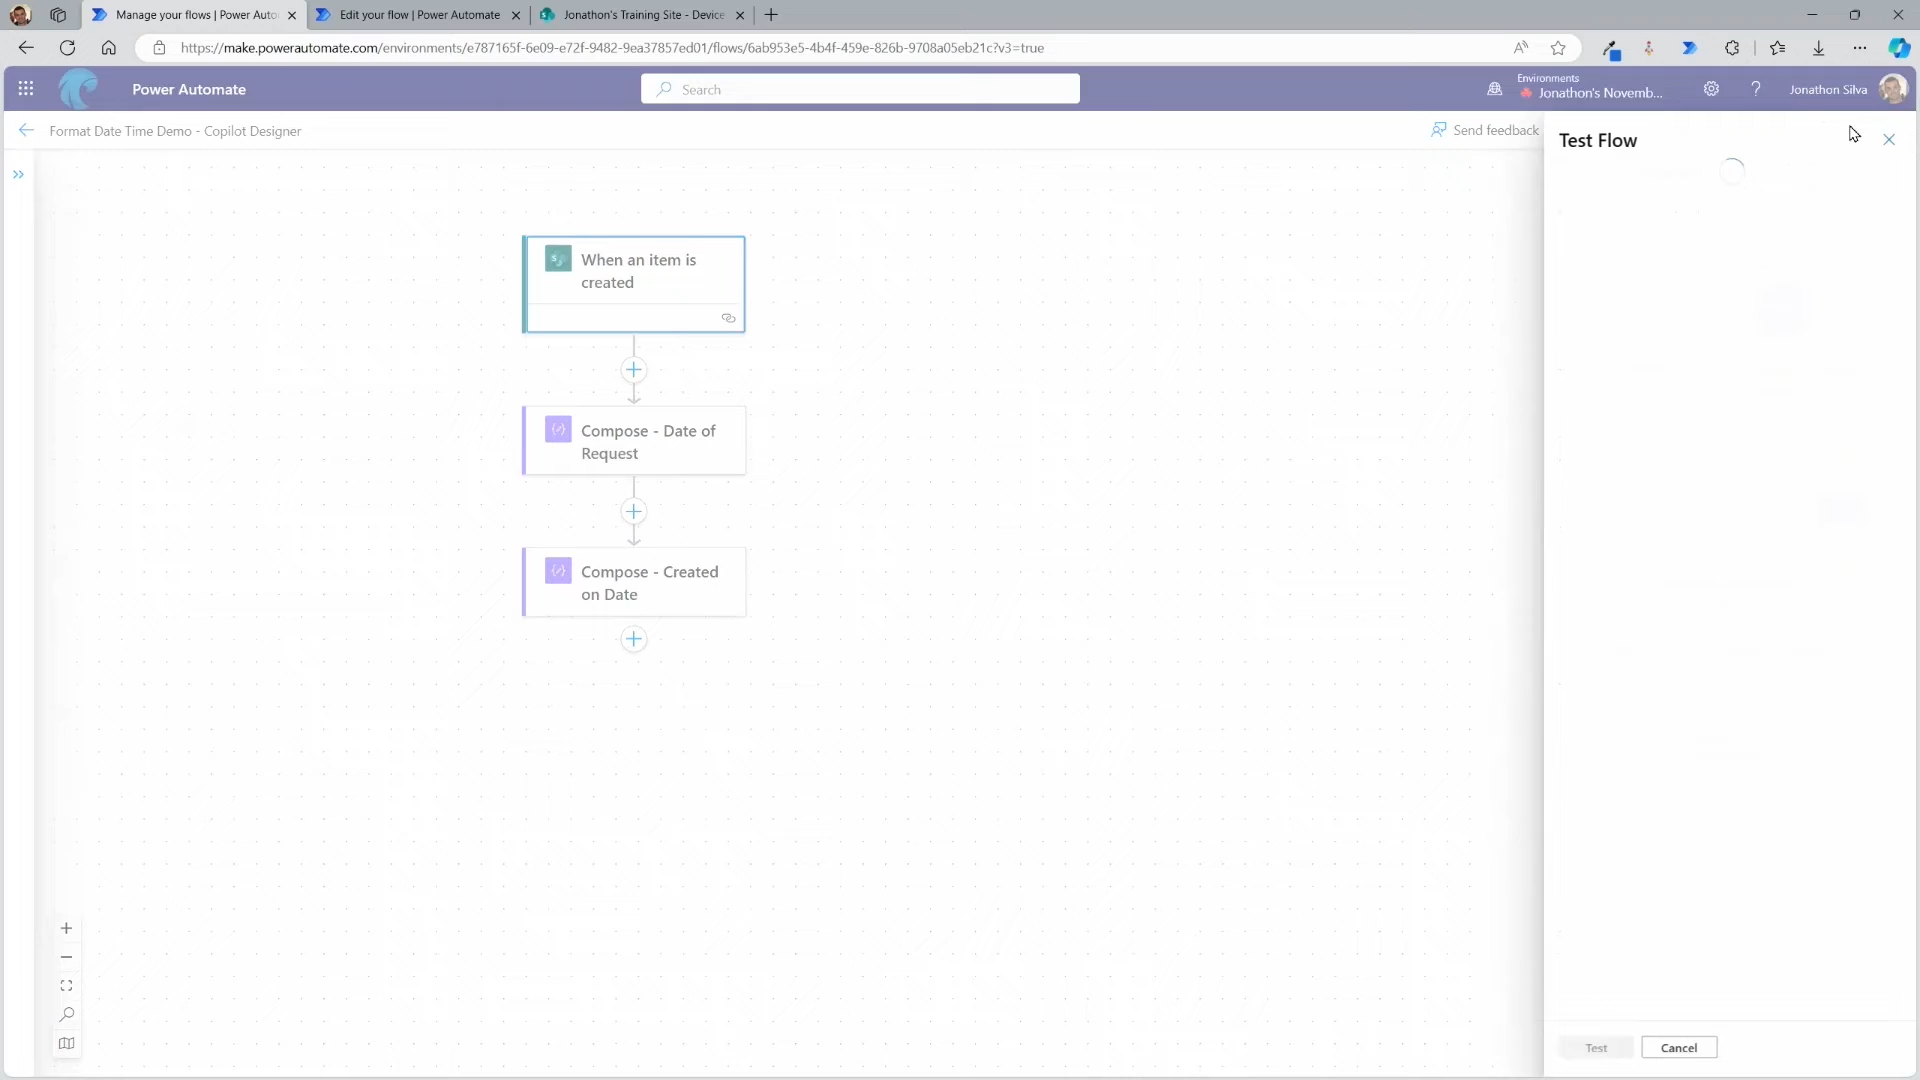 Manage your flows | Power Auto
Edit your flow | Power Automate
Jonathon's Training Site - Device
https://make.powerautomate.com/environments/e787165f-6e09-e72f-9482-9ea37857ed01/flows/6ab953e5-4b4f-459e-826b-9708a05eb21c?v3=true
Power Automate
Search
Environments
Jonathon's Novemb...
Jonathon Silva
Format Date Time Demo - Copilot Designer
Send feedback
Test Flow
When an item is
created
Compose - Date of
Request
Compose - Created
on Date
Test
Cancel